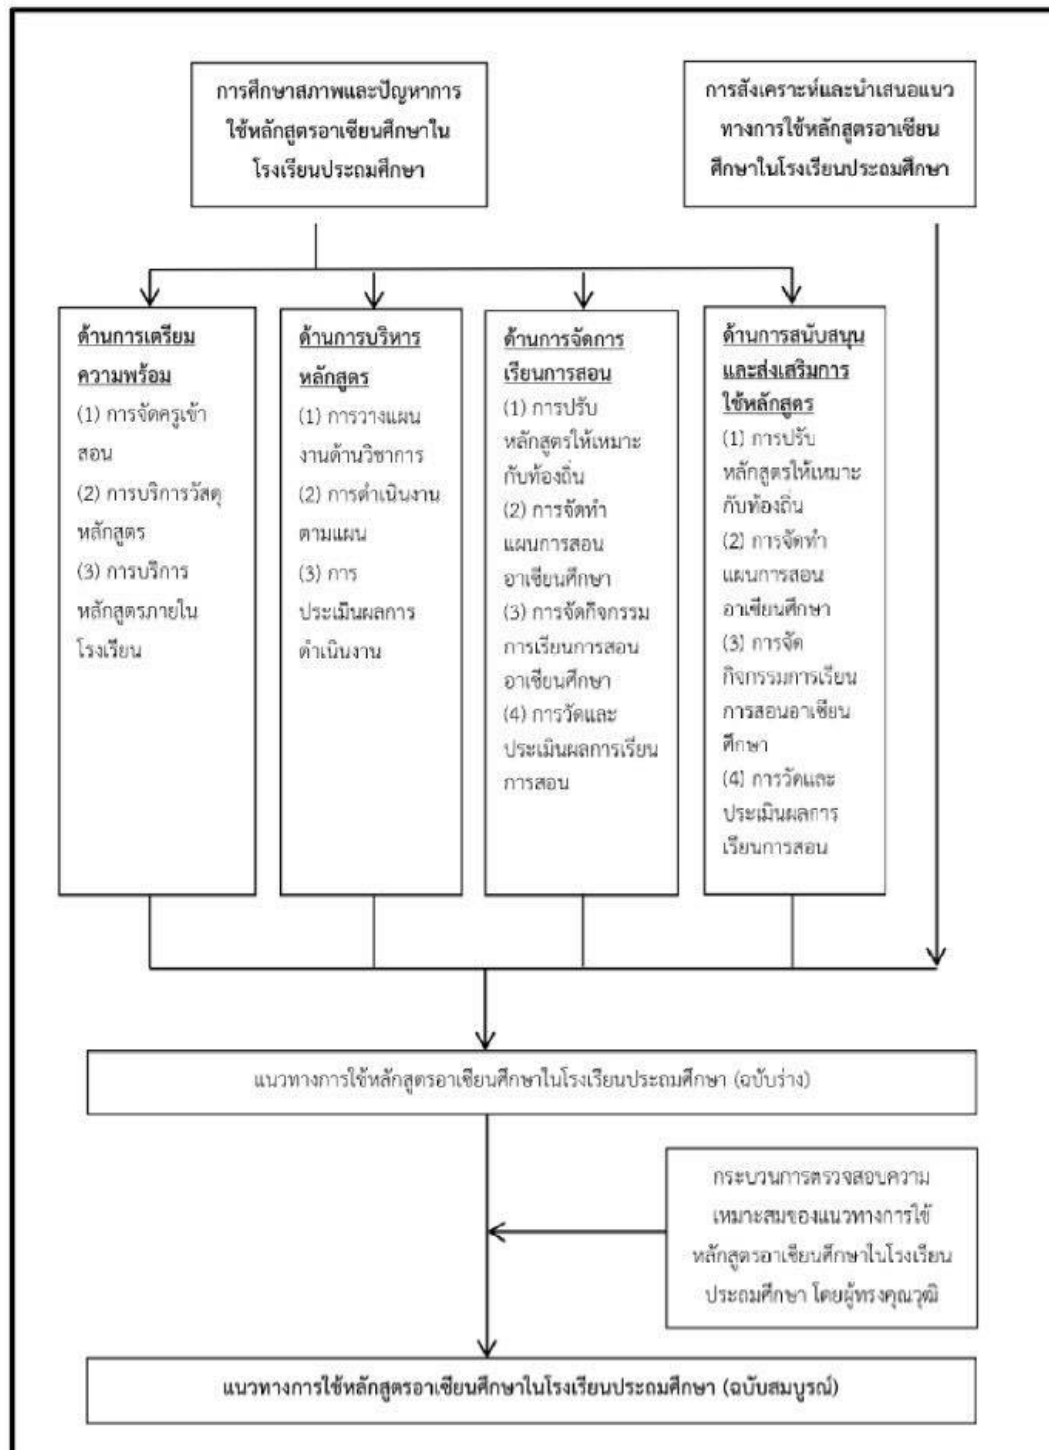 การศึกษาสภาพและปัญหาการ
ใช้หลักสูตรอาเซียนศึกษาใน
โรงเรียนประถมศึกษา
การสังเคราะห์และนำเสนอแนว
ทางการใช้หลักสูตรอาเซียน
ศึกษาในโรงเรียนประถมศึกษา
ด้านการเตรียม
ความพร้อม
(1) การจัดครูเข้า
สอน
(2) การบริการวัสดุ
หลักสูตร
(3) การบริการ
หลักสูตรภายใน
โรงเรียน
ด้านการบริหาร
หลักสูตร
(1) การวางแผน
งานด้านวิชาการ
(2) การดำเนินงาน
ตามแผน
(3) การ
ประเมินผลการ
ดำเนินงาน
ด้านการจัดการ
เรียนการสอน
(1) การปรับ
หลักสูตรให้เหมาะ
กับท้องถิ่น
(2) การจัดทำ
แผนการสอน
อาเซียนศึกษา
(3) การจัดกิจกรรม
การเรียนการสอน
อาเซียนศึกษา
(4) การวัดและ
ประเมินผลการเรียน
การสอน
ด้านการสนับสนุน
และส่งเสริมการ
ใช้หลักสูตร
(1) การปรับ
หลักสูตรให้เหมาะ
กับท้องถิ่น
(2) การจัดทำ
แผนการสอน
อาเซียนศึกษา
(3) การจัด
กิจกรรมการเรียน
การสอนอาเซียน
ศึกษา
(4) การวัดและ
ประเมินผลการ
เรียนการสอน
แนวทางการใช้หลักสูตรอาเซียนศึกษาในโรงเรียนประถมศึกษา (ฉบับร่าง)
กระบวนการตรวจสอบความ
เหมาะสมของแนวทางการใช้
หลักสูตรอาเซียนศึกษาในโรงเรียน
ประถมศึกษา โดยผู้ทรงคุณวุฒิ
แนวทางการใช้หลักสูตรอาเซียนศึกษาในโรงเรียนประถมศึกษา (ฉบับสมบูรณ์)